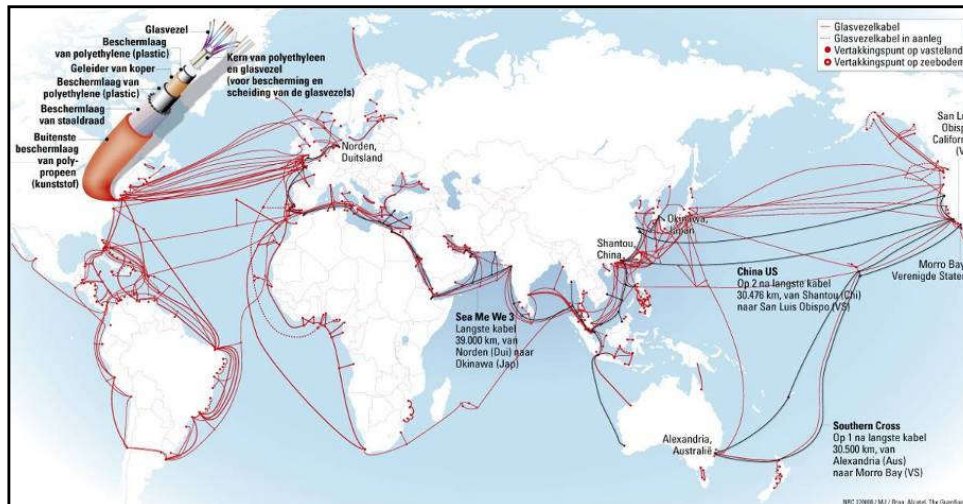 Glasvezel
Beschermlaag
van polyethylene (plastic)
Geleider van koper
Beschermlaag van
polyethylene (plastic)
Beschermlaag
van staaldraad
Buitenste
beschermlaag
van poly-
propeen
(kunststof)
Kern van polyethyleen
en glasvezel
(voor bescherming en
scheiding van de glasvezels)
Glasvezelkabel
Glasvezelkabel in aanleg
Vertakkingspunt op vasteland
Vertakkingspunt op zeebodem
San Lu
Obisp
Californ
(V
Norden,
Duitsland
Okinawa,
Japan
Shantou,
China
Morro Bay
Verenigde Staten
China US
Op 2 na langste kabel
30.476 km, van Shantou (Chi)
naar San Luis Obispo (VS)
Sea Me We 3
Langste kabel
39.000 km, van
Norden (Dui) naar
Okinawa (Jap)
Alexandria,
Australië
Southern Cross
Op 1 na langste kabel
30.500 km, van
Alexandria (Aus)
naar Morro Bay (VS)